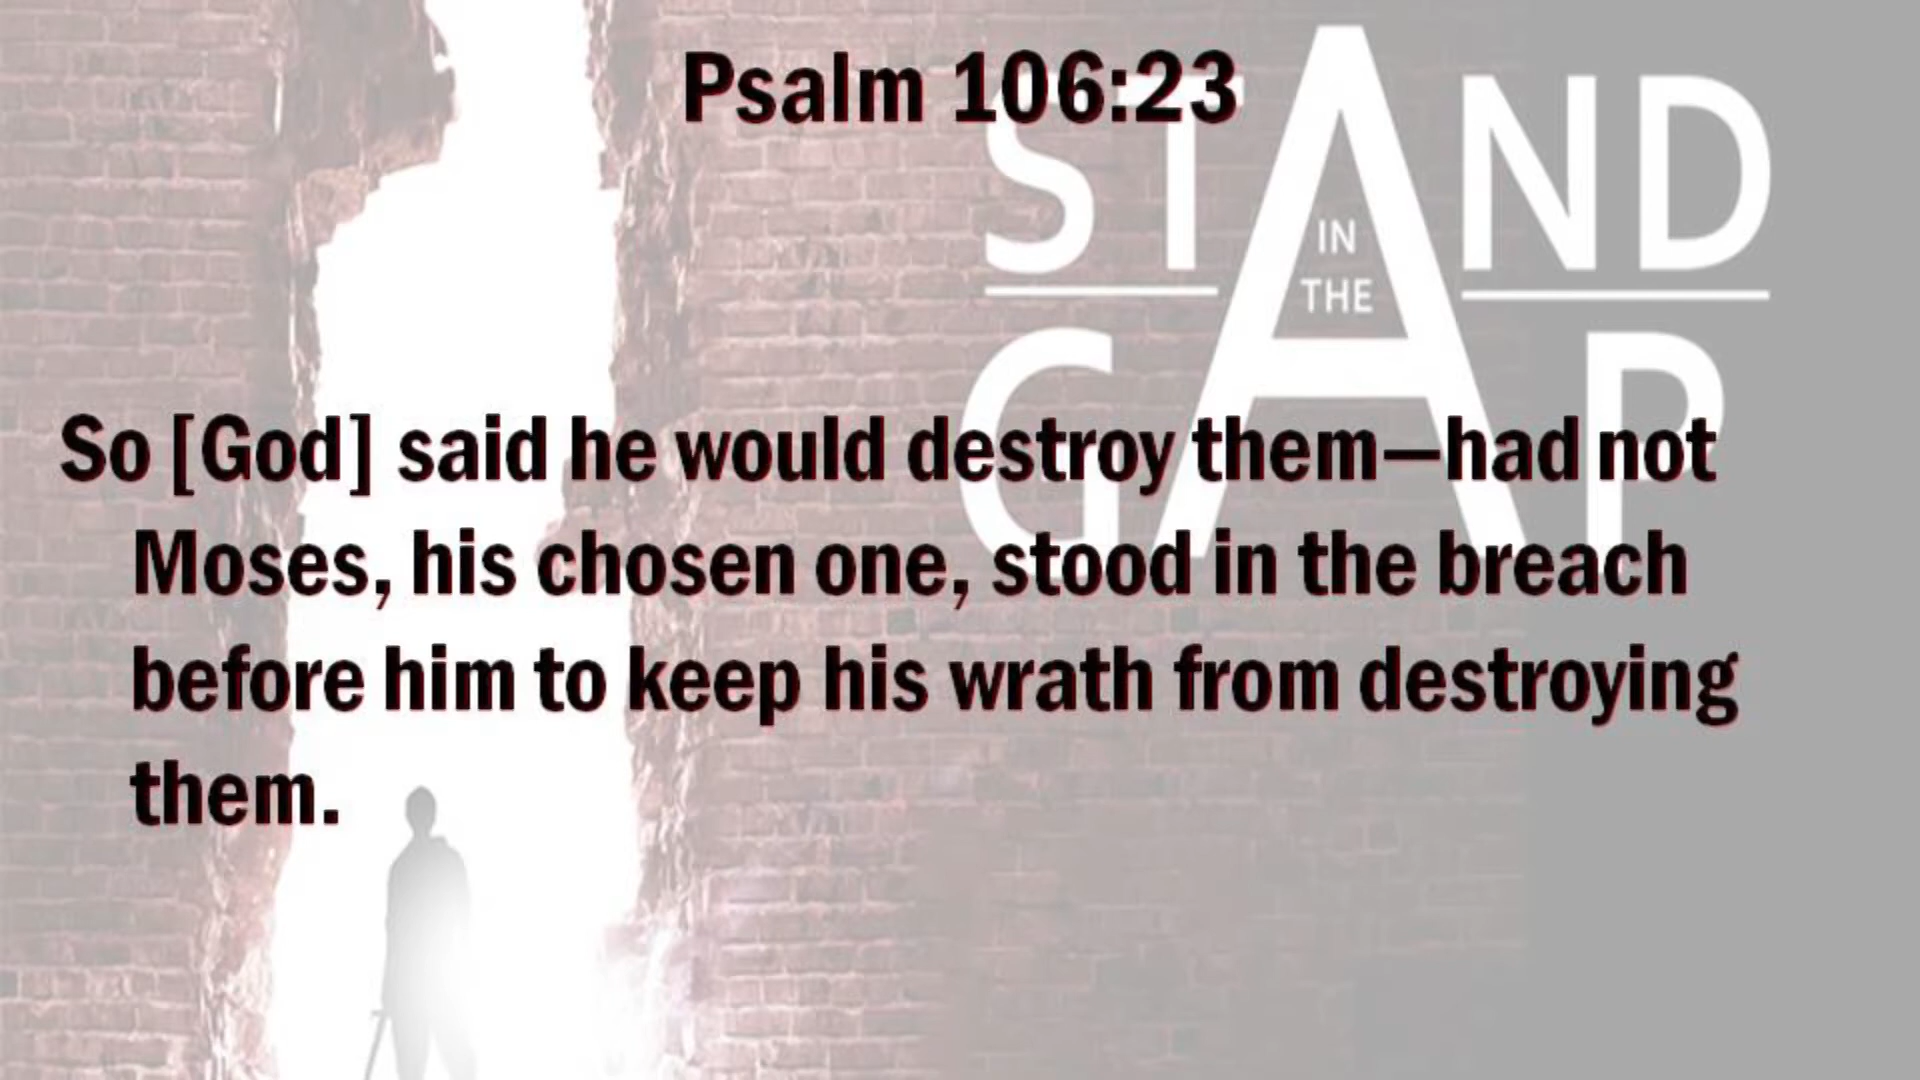 Psalm 106:23
STAND
IN
THE
GAP
So [God] said he would destroy them—had not
Moses, his chosen one, stood in the breach
before him to keep his wrath from destroying
them.